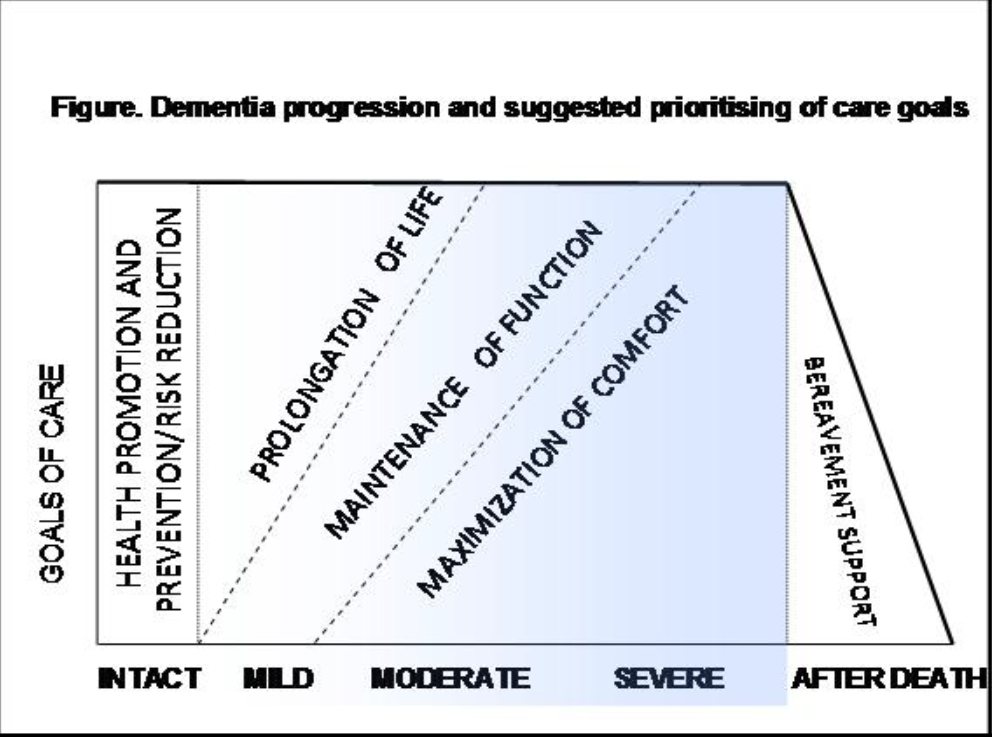 Figure. Dementia progression and suggested prioritising of care goals
GOALS OF CARE
HEALTH PROMOTION AND
PREVENTION/RISK REDUCTION
PROLONGATION OF LIFE
MAINTENANCE OF FUNCTION
MAXIMIZATION OF COMFORT
BEREAVEMENT SUPPORT
INTACT MILD MODERATE SEVERE AFTER DEATH